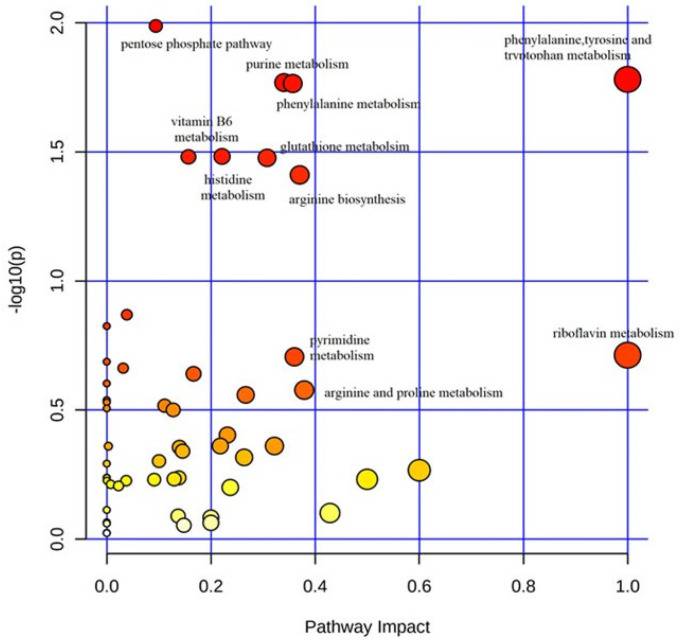 2.0
pentose phosphate pathway
phenylalanine,tyrosine and
tryptophan metabolism
purine metabolism
phenylalanine metabolism
vitamin B6
metabolism
1.5
glutathione metabolsim
histidine
metabolism
arginine biosynthesis
-log10(p)
1.0
pyrimidine
metabolism
riboflavin metabolism
arginine and proline metabolism
0.5
0.0
0.0 0.2 0.4 0.6 0.8 1.0
Pathway Impact